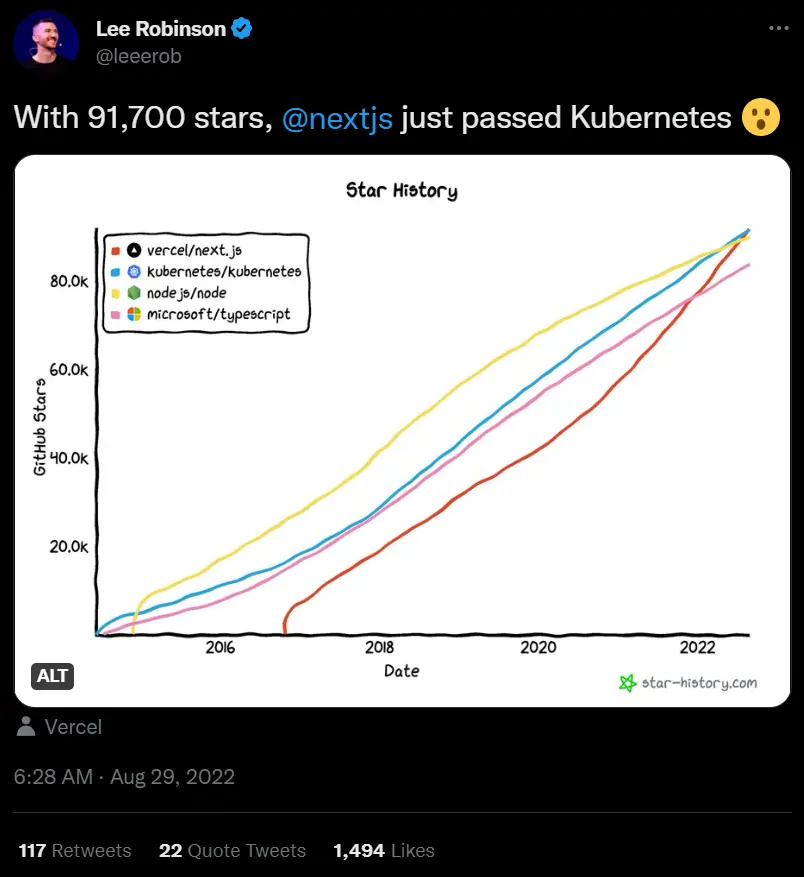 Lee Robinson
@leeerob
With 91,700 stars, @nextjs just passed Kubernetes 😮
Star History
vercel/next.js
kubernetes/kubernetes
nodejs/node
microsoft/typescript
80.0k
60.0k
40.0k
20.0k
GitHub Stars
2016
2018
2020
2022
Date
ALT
star-history.com
Vercel
6:28 AM · Aug 29, 2022
117 Retweets 22 Quote Tweets 1,494 Likes